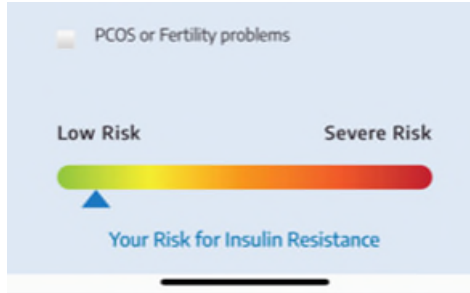 PCOS or Fertility problems
Low Risk Severe Risk
Your Risk for Insulin Resistance